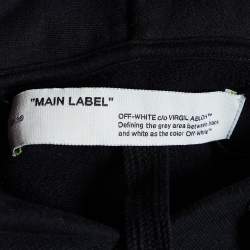 "MAIN LABEL"
OFF-WHITE c/o VIRGIL ABLOH™
Defining the grey area between black
and white as the color Off-White™